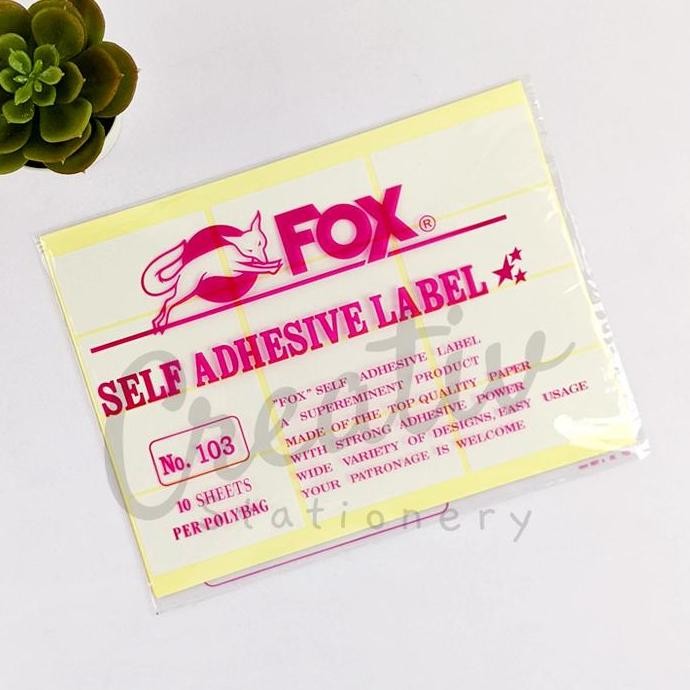 FOX®
SELF ADHESIVE LABEL
"FOX" SELF ADHESIVE LABEL
A SUPEREMINENT PRODUCT
MADE OF THE TOP QUALITY PAPER
WITH STRONG ADHESIVE POWER
WIDE VARIETY OF DESIGNS, EASY USAGE
YOUR PATRONAGE IS WELCOME
No. 103
10 SHEETS
PER POLYBAG
Creativ
Stationery